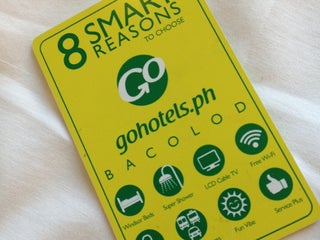 8 SMART
REASONS
TO CHOOSE
GO
gohotels.ph
BACOLOD
Windsor Beds
Super Shower
LCD Cable TV
Free Wi-Fi
Fun Vibe
Service Plus